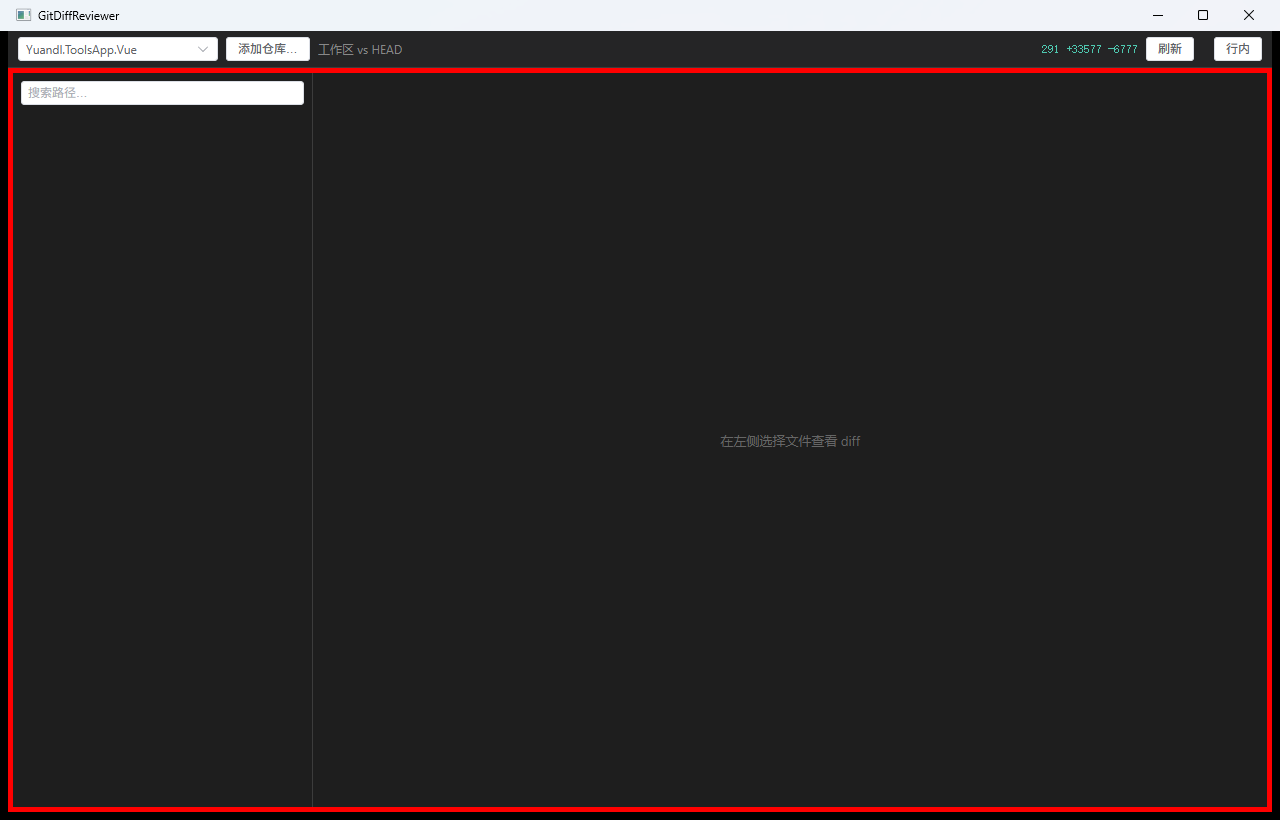 GitDiffReviewer
Yuandl.ToolsApp.Vue 添加仓库... 工作区 vs HEAD 291 +33577 -6777 刷新 行内
搜索路径...
在左侧选择文件查看 diff